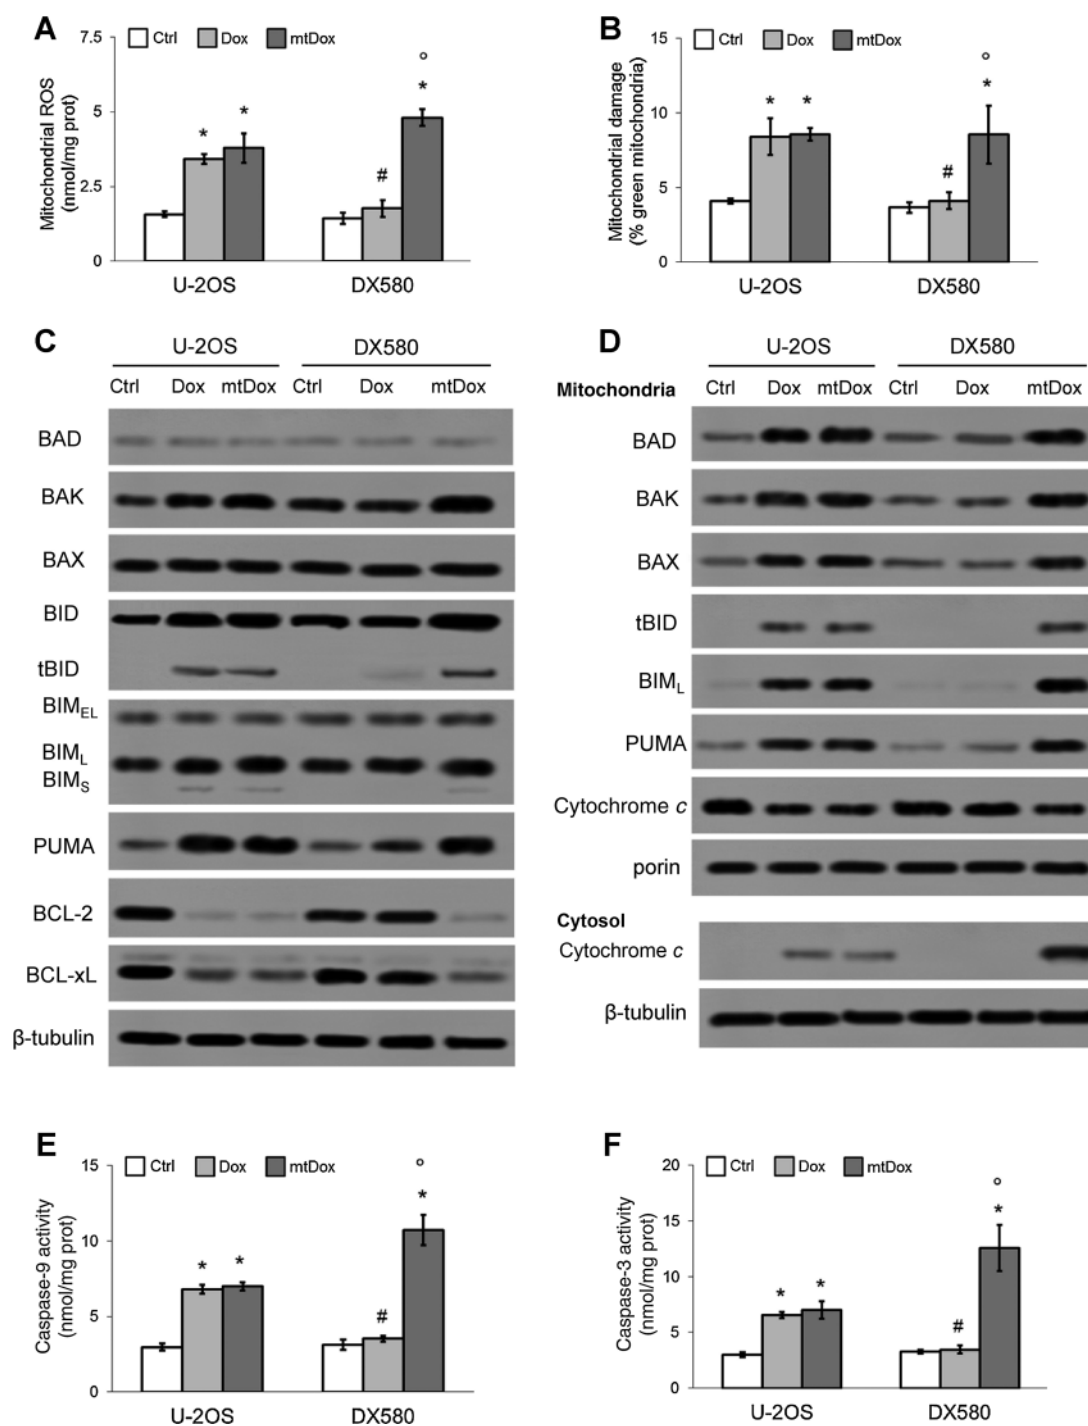 A
7.5
Ctrl Dox mtDox
5
2.5
0
Mitochondrial ROS
(nmol/mg prot)
* * # * °
U-2OS DX580
B
15
Ctrl Dox mtDox
10
5
0
Mitochondrial damage
(% green mitochondria)
* * # * °
U-2OS DX580
C
U-2OS DX580
Ctrl Dox mtDox Ctrl Dox mtDox
BAD
BAK
BAX
BID
tBID
BIM_EL
BIM_L
BIM_S
PUMA
BCL-2
BCL-xL
β-tubulin
D
U-2OS DX580
Mitochondria Ctrl Dox mtDox Ctrl Dox mtDox
BAD
BAK
BAX
tBID
BIM_L
PUMA
Cytochrome c
porin
Cytosol
Cytochrome c
β-tubulin
E
15
Ctrl Dox mtDox
10
5
0
Caspase-9 activity
(nmol/mg prot)
* * # * °
U-2OS DX580
F
20
Ctrl Dox mtDox
15
10
5
0
Caspase-3 activity
(nmol/mg prot)
* * # * °
U-2OS DX580